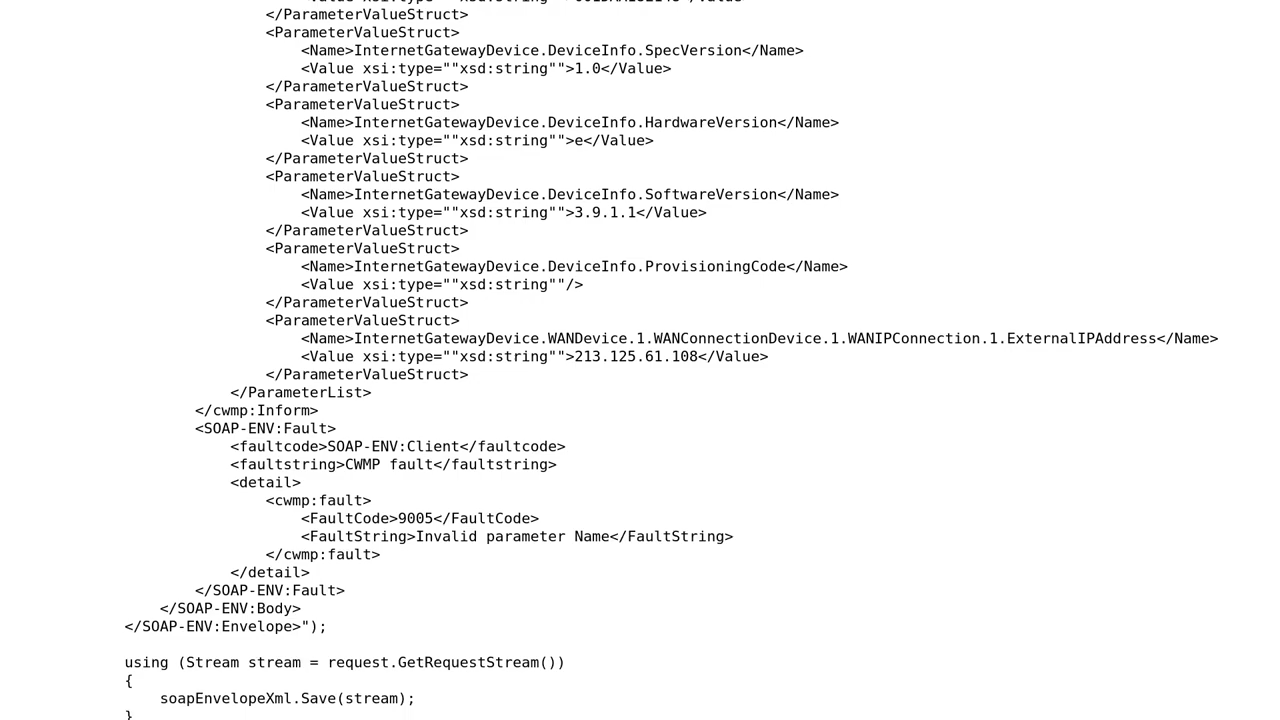 </ParameterValueStruct>
<ParameterValueStruct>
<Name>InternetGatewayDevice.DeviceInfo.SpecVersion</Name>
<Value xsi:type=""xsd:string"">1.0</Value>
</ParameterValueStruct>
<ParameterValueStruct>
<Name>InternetGatewayDevice.DeviceInfo.HardwareVersion</Name>
<Value xsi:type=""xsd:string"">e</Value>
</ParameterValueStruct>
<ParameterValueStruct>
<Name>InternetGatewayDevice.DeviceInfo.SoftwareVersion</Name>
<Value xsi:type=""xsd:string"">3.9.1.1</Value>
</ParameterValueStruct>
<ParameterValueStruct>
<Name>InternetGatewayDevice.DeviceInfo.ProvisioningCode</Name>
<Value xsi:type=""xsd:string""/>
</ParameterValueStruct>
<ParameterValueStruct>
<Name>InternetGatewayDevice.WANDevice.1.WANConnectionDevice.1.WANIPConnection.1.ExternalIPAddress</Name>
<Value xsi:type=""xsd:string"">213.125.61.108</Value>
</ParameterValueStruct>
</ParameterList>
</cwmp:Inform>
<SOAP-ENV:Fault>
<faultcode>SOAP-ENV:Client</faultcode>
<faultstring>CWMP fault</faultstring>
<detail>
<cwmp:fault>
<FaultCode>9005</FaultCode>
<FaultString>Invalid parameter Name</FaultString>
</cwmp:fault>
</detail>
</SOAP-ENV:Fault>
</SOAP-ENV:Body>
</SOAP-ENV:Envelope>");
using (Stream stream = request.GetRequestStream())
{
soapEnvelopeXml.Save(stream);
}